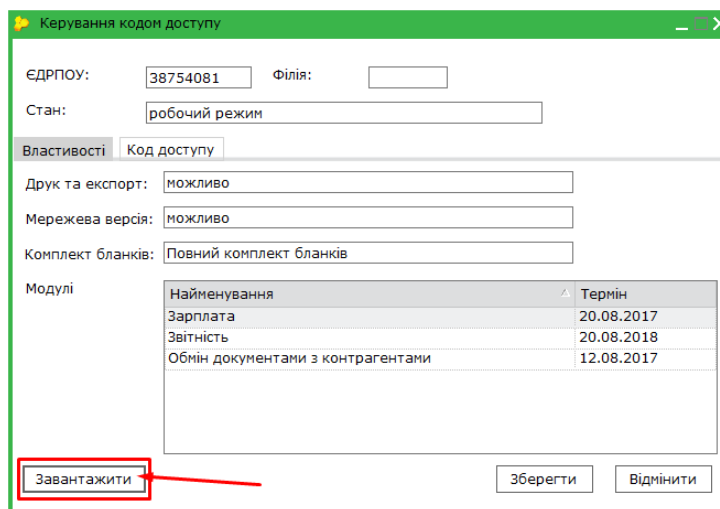 Керування кодом доступу
ЄДРПОУ: 38754081 Філія:
Стан: робочий режим
Властивості Код доступу
Друк та експорт: можливо
Мережева версія: можливо
Комплект бланків: Повний комплект бланків
Модулі
Найменування Термін
Зарплата 20.08.2017
Звітність 20.08.2018
Обмін документами з контрагентами 12.08.2017
Завантажити Зберегти Відмінити